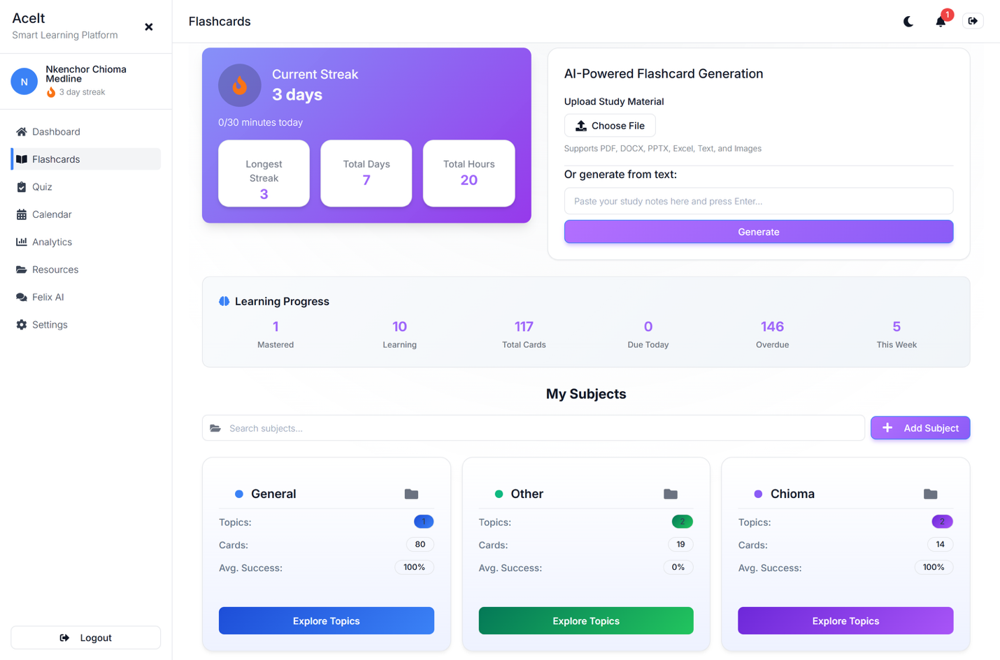 AceIt
Smart Learning Platform
N
Nkenchor Chioma
Medline
3 day streak
Dashboard
Flashcards
Quiz
Calendar
Analytics
Resources
Felix AI
Settings
Logout
Flashcards
1
Current Streak
3 days
0/30 minutes today
Longest
Streak
3
Total Days
7
Total Hours
20
AI-Powered Flashcard Generation
Upload Study Material
Choose File
Supports PDF, DOCX, PPTX, Excel, Text, and Images
Or generate from text:
Paste your study notes here and press Enter...
Generate
Learning Progress
1
Mastered
10
Learning
117
Total Cards
0
Due Today
146
Overdue
5
This Week
My Subjects
Search subjects...
Add Subject
General
Topics: 1
Cards: 80
Avg. Success: 100%
Explore Topics
Other
Topics: 2
Cards: 19
Avg. Success: 0%
Explore Topics
Chioma
Topics: 2
Cards: 14
Avg. Success: 100%
Explore Topics